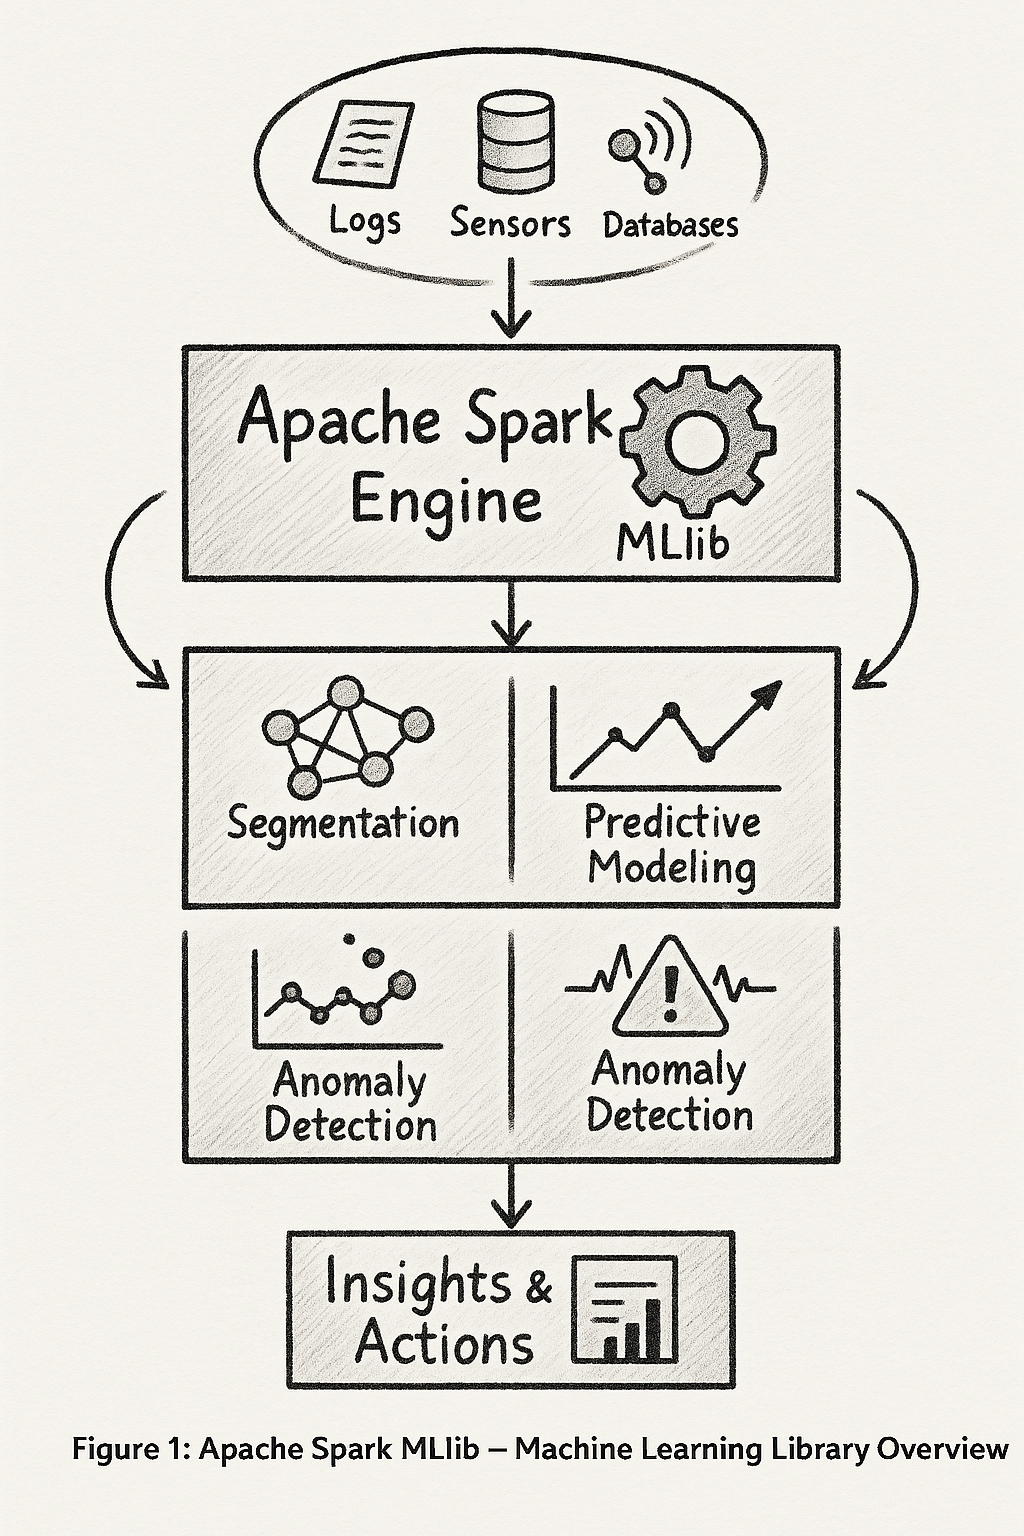 Logs Sensors Databases
Apache Spark
Engine
MLlib
Segmentation
Predictive
Modeling
Anomaly
Detection
Anomaly
Detection
Insights &
Actions
Figure 1: Apache Spark MLlib – Machine Learning Library Overview